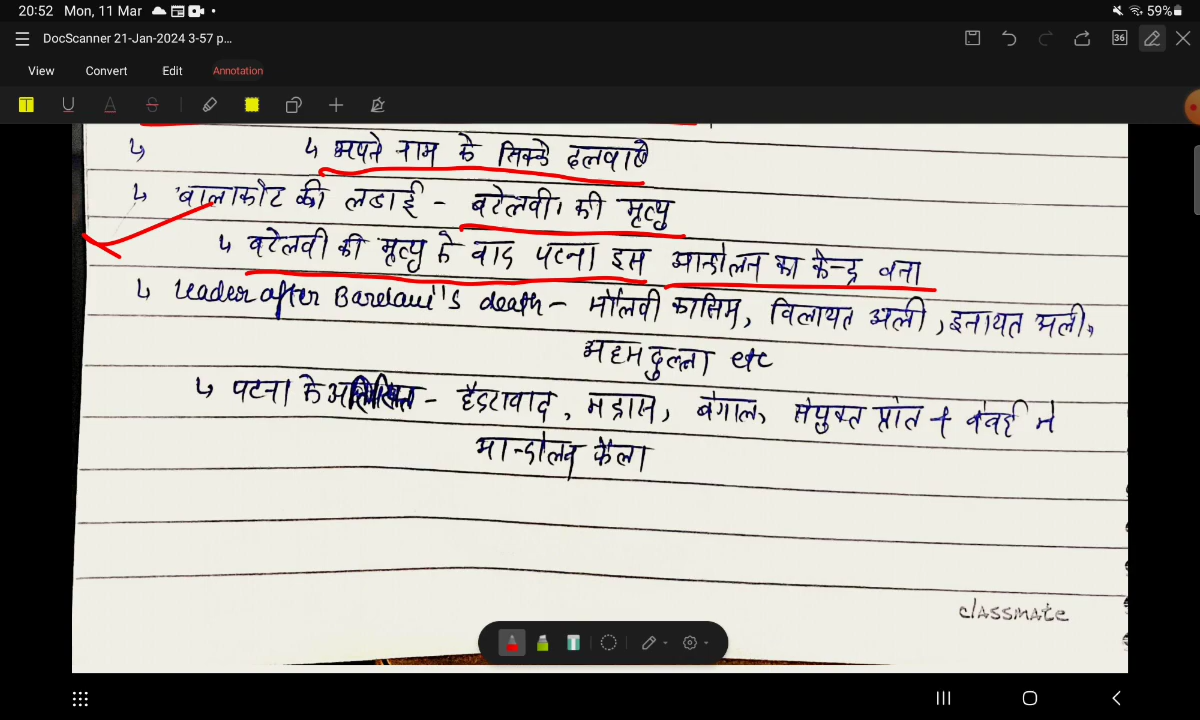 20:52 Mon, 11 Mar 59%
DocScanner 21-Jan-2024 3-57 p... 36
View Convert Edit Annotation
↳ ↳ अपने नाम के सिक्के ढलवाऐ
↳ बालाकोट की लडाई - बरेलवी की मृत्यु
↳ बरेलवी की मृत्यु के बाद पटना इस आन्दोलन का केन्द्र बना
↳ Leader after Barelavi's death - मौलवी कासिम, विलायत अली, इनायत अली,
अहमदुल्ला etc
↳ पटना के अतिरिक्त - हैदराबाद, मद्रास, बंगाल, संयुक्त प्रांत + बंबई में
आन्दोलन फैला
classmate